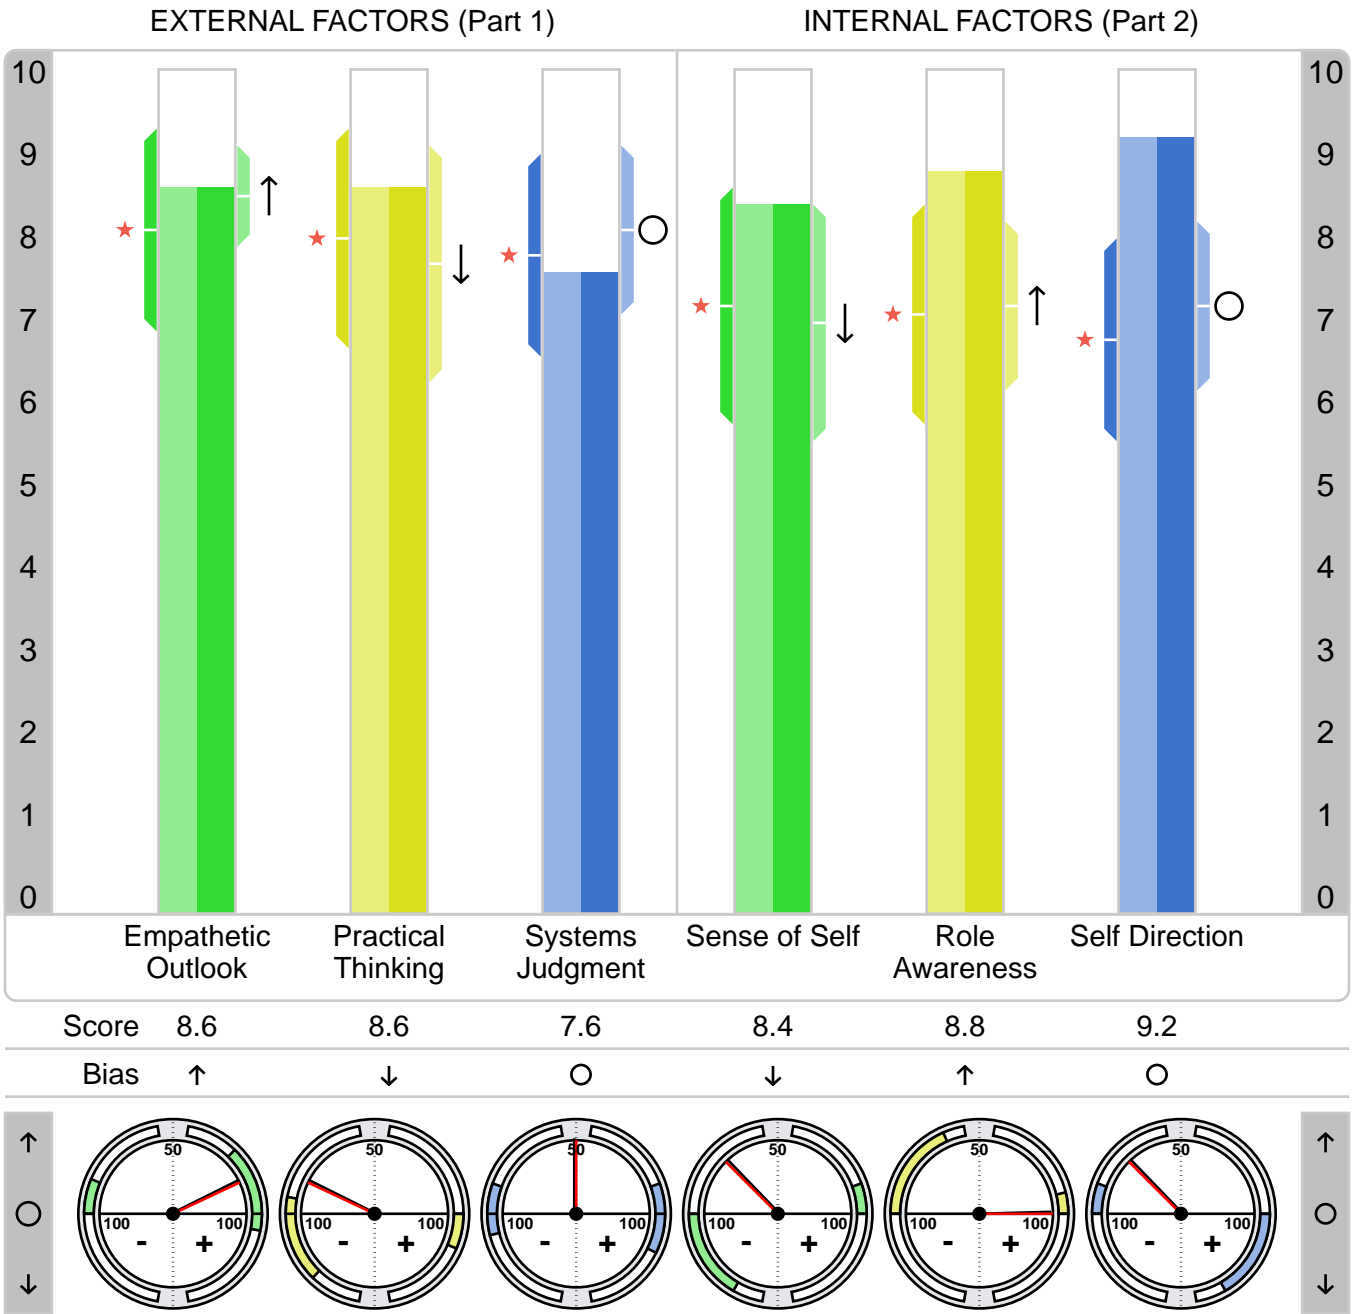 EXTERNAL FACTORS (Part 1) INTERNAL FACTORS (Part 2)
10 10
9 9
8 8
7 7
6 6
5 5
4 4
3 3
2 2
1 1
0 0
Empathetic Outlook
Practical Thinking
Systems Judgment
Sense of Self
Role Awareness
Self Direction
Score 8.6 8.6 7.6 8.4 8.8 9.2
Bias ↑ ↓ ○ ↓ ↑ ○
↑ 50 50 50 50 50 50 ↑
○ 100 100 100 100 100 100 100 100 100 100 100 100 ○
- + - + - + - + - + - +
↓ ↓